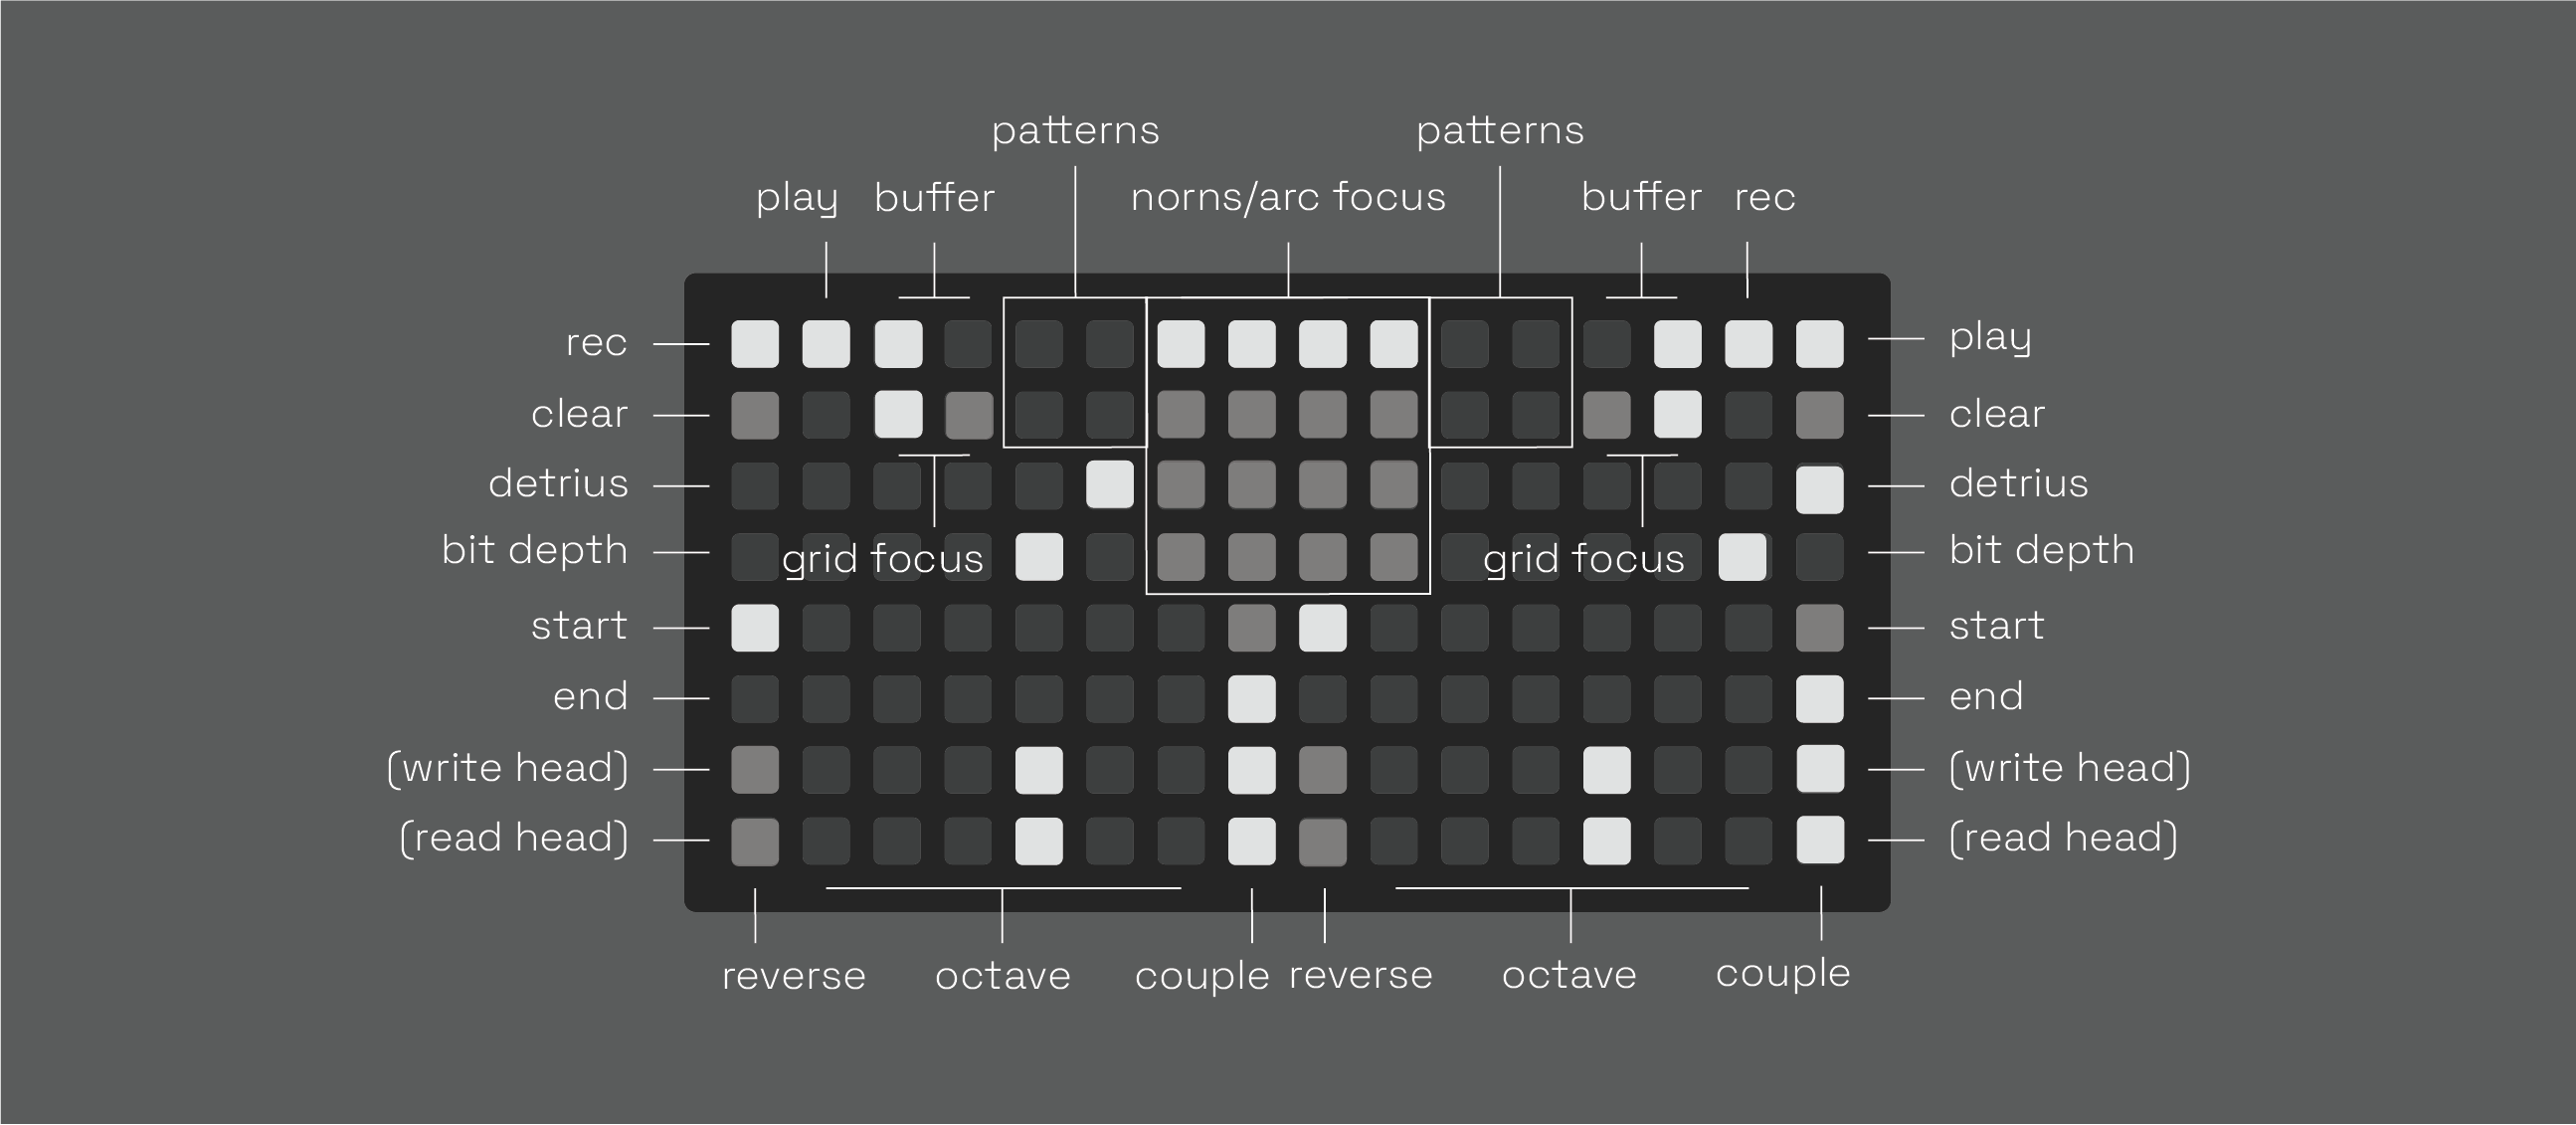 patterns patterns
play buffer norns/arc focus buffer rec
rec play
clear clear
detrius detrius
bit depth grid focus grid focus bit depth
start start
end end
(write head) (write head)
(read head) (read head)
reverse octave couple reverse octave couple